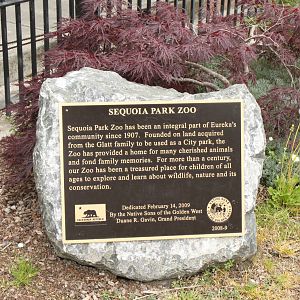 SEQUOIA PARK ZOO
Sequoia Park Zoo has been an integral part of Eureka's
community since 1907. Founded on land acquired
from the Glatt family to be used as a City park, the
Zoo has provided a home for many cherished animals
and fond family memories. For more than a century,
our Zoo has been a treasured place for children of all
ages to explore and learn about wildlife, nature and its
conservation.
Dedicated February 14, 2009
By the Native Sons of the Golden West
Duane R. Gavin, Grand President
2008-9